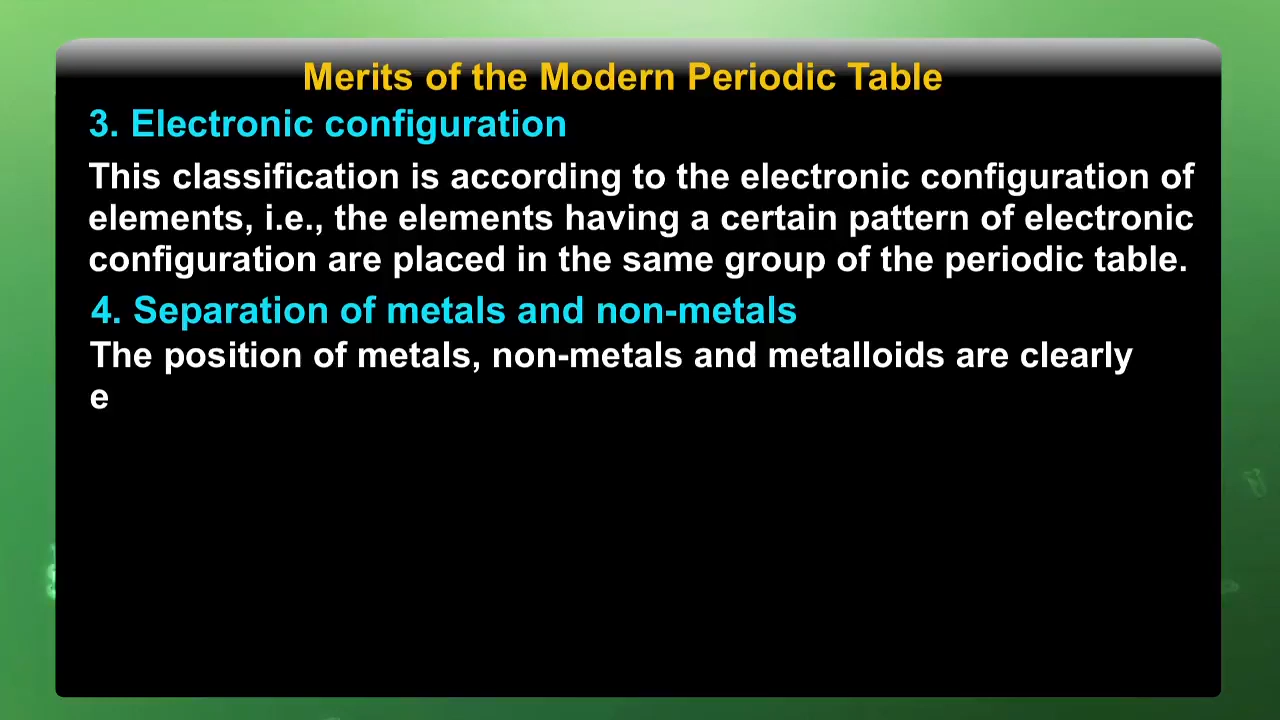 Merits of the Modern Periodic Table
3. Electronic configuration
This classification is according to the electronic configuration of
elements, i.e., the elements having a certain pattern of electronic
configuration are placed in the same group of the periodic table.
4. Separation of metals and non-metals
The position of metals, non-metals and metalloids are clearly
e